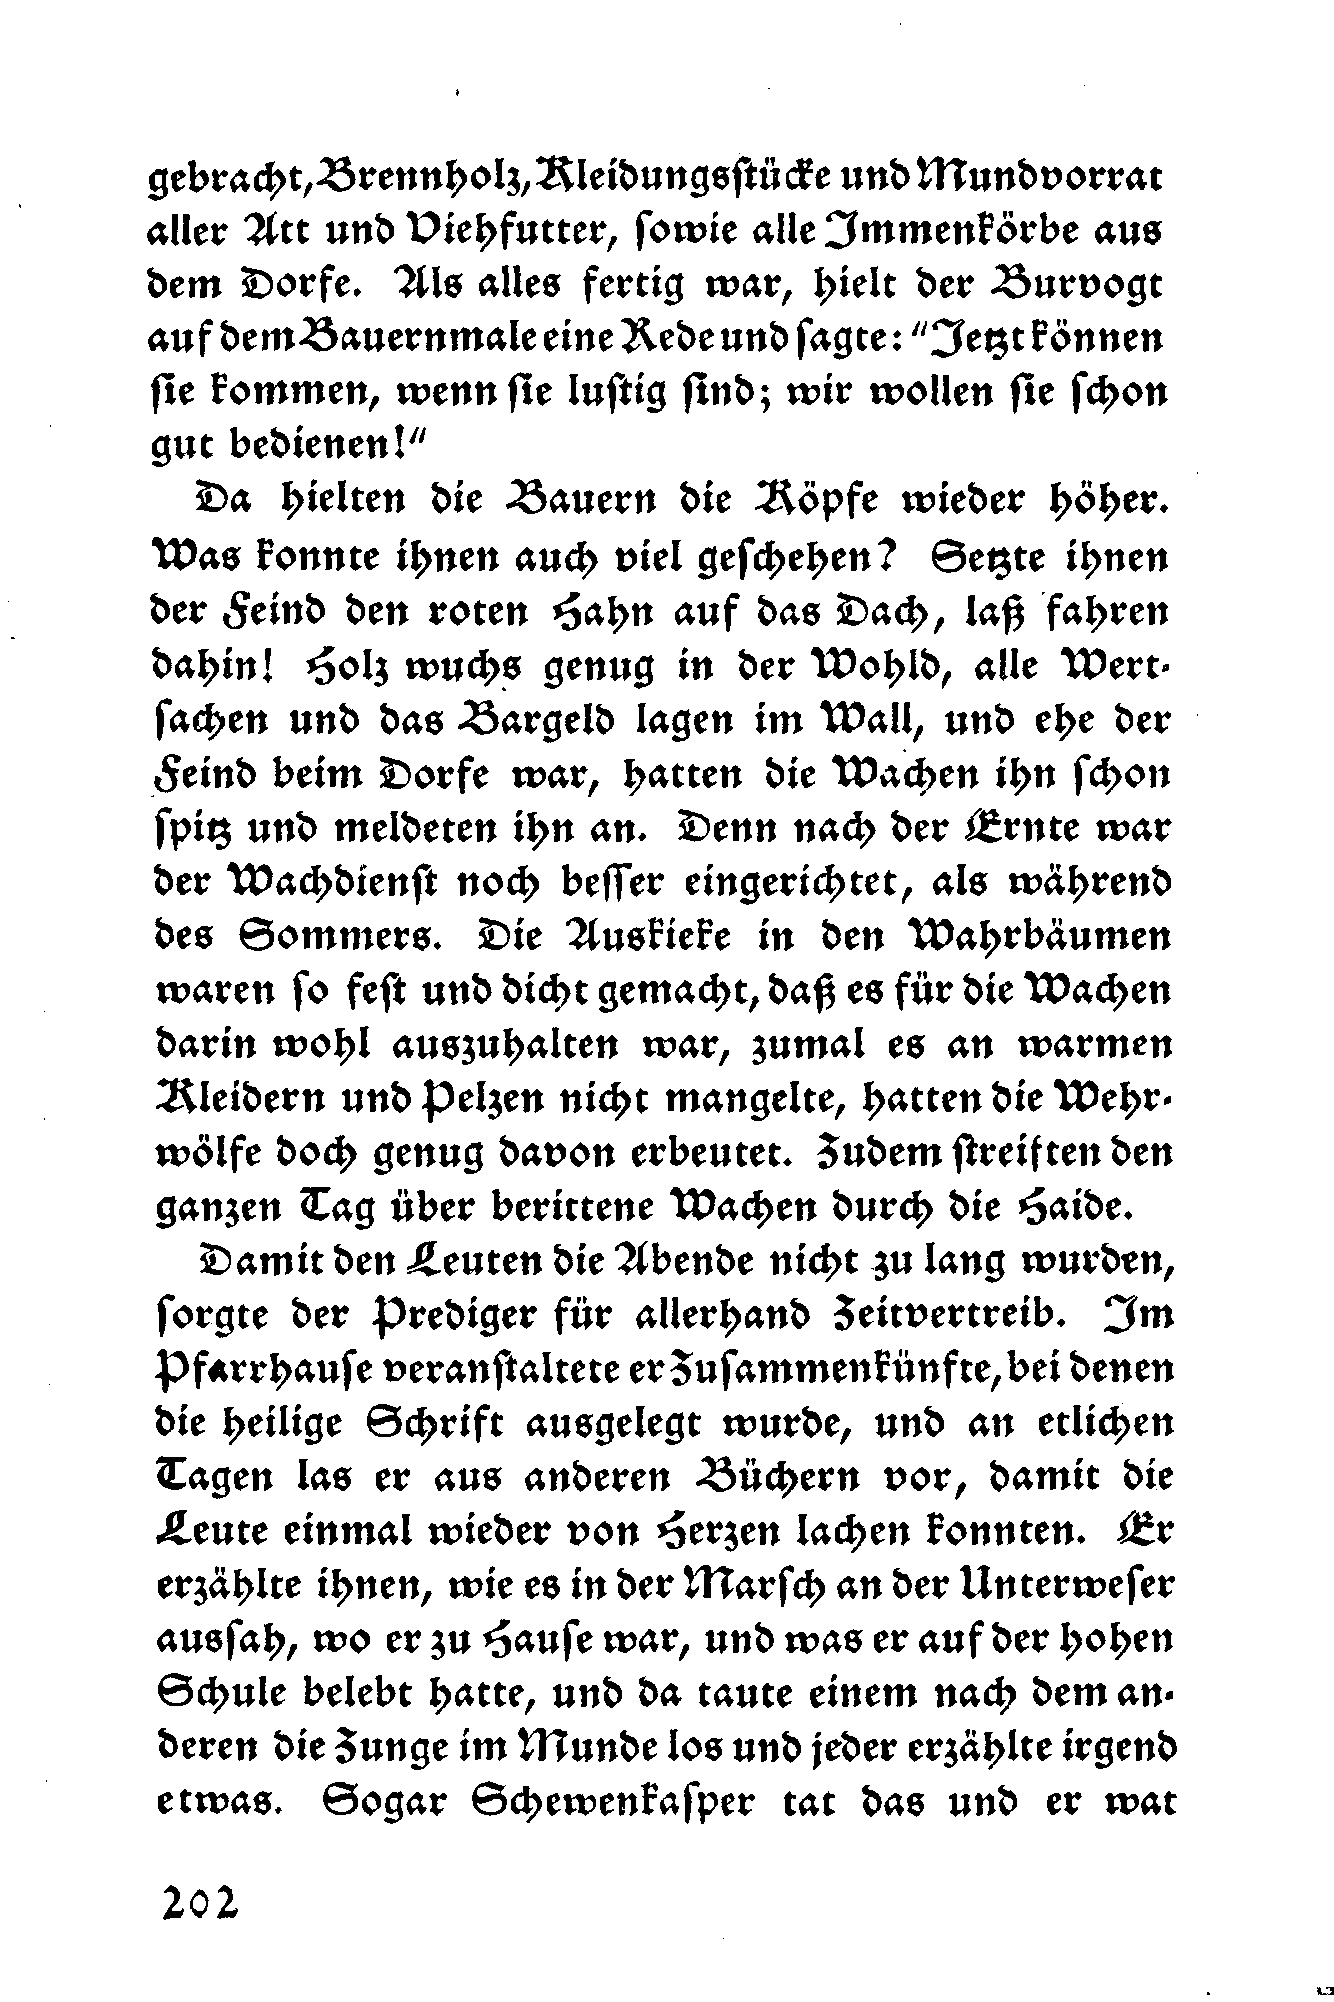 gebracht, Brennholz, Kleidungsstücke und Mundvorrat
aller Att und Viehfutter, sowie alle Immenkörbe aus
dem Dorfe. Als alles fertig war, hielt der Burvogt
auf dem Bauernmale eine Rede und sagte: "Jetzt können
sie kommen, wenn sie lustig sind; wir wollen sie schon
gut bedienen!"
Da hielten die Bauern die Köpfe wieder höher.
Was konnte ihnen auch viel geschehen? Setzte ihnen
der Feind den roten Hahn auf das Dach, laß fahren
dahin! Holz wuchs genug in der Wohld, alle Wert-
sachen und das Bargeld lagen im Wall, und ehe der
Feind beim Dorfe war, hatten die Wachen ihn schon
spitz und meldeten ihn an. Denn nach der Ernte war
der Wachdienst noch besser eingerichtet, als während
des Sommers. Die Auskieke in den Wahrbäumen
waren so fest und dicht gemacht, daß es für die Wachen
darin wohl auszuhalten war, zumal es an warmen
Kleidern und Pelzen nicht mangelte, hatten die Wehr-
wölfe doch genug davon erbeutet. Zudem streiften den
ganzen Tag über berittene Wachen durch die Haide.
Damit den Leuten die Abende nicht zu lang wurden,
sorgte der Prediger für allerhand Zeitvertreib. Im
Pfarrhause veranstaltete er Zusammenkünfte, bei denen
die heilige Schrift ausgelegt wurde, und an etlichen
Tagen las er aus anderen Büchern vor, damit die
Leute einmal wieder von Herzen lachen konnten. Er
erzählte ihnen, wie es in der Marsch an der Unterweser
aussah, wo er zu Hause war, und was er auf der hohen
Schule belebt hatte, und da taute einem nach dem an-
deren die Zunge im Munde los und jeder erzählte irgend
etwas. Sogar Schewenkasper tat das und er wat
202